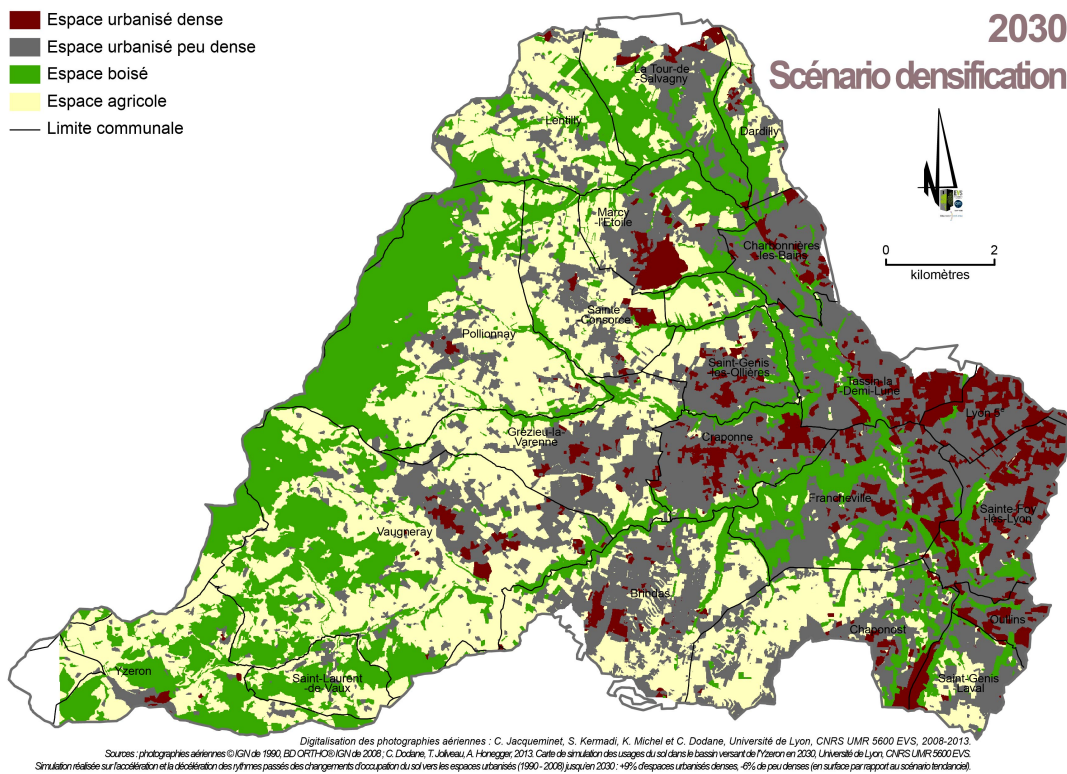 Espace urbanisé dense
Espace urbanisé peu dense
Espace boisé
Espace agricole
Limite communale
2030
Scénario densification
0 2
kilomètres
La Tour-de
-Salvagny
Lentilly
Dardilly
Marcy
-l'Etoile
Charbonnières
-les-Bains
Sainte
-Consorce
Pollionnay
Saint-Genis
-les-Ollières
Tassin-la
-Demi-Lune
Lyon 5°
Grézieu-la-
Varenne
Craponne
Francheville
Sainte-Foy
-lès-Lyon
Vaugneray
Brindas
Chaponost
Oullins
Yzeron
Saint-Laurent
-de-Vaux
Saint-Genis
-Laval
Digitalisation des photographies aériennes : C. Jacqueminet, S. Kermadi, K. Michel et C. Dodane, Université de Lyon, CNRS UMR 5600 EVS, 2008-2013.
Sources : photographies aériennes © IGN de 1990, BD ORTHO® IGN de 2008 ; C. Dodane, T. Joliveau, A. Honegger, 2013. Carte de simulation des usages du sol dans le bassin versant de l'Yzeron en 2030, Université de Lyon, CNRS UMR 5600 EVS.
Simulation réalisée sur l'accélération et la décélération des rythmes passés des changements d'occupation du sol vers les espaces urbanisés (1990 - 2008) jusqu'en 2030 : +9% d'espaces urbanisés denses, -6% de peu denses (en surface par rapport au scénario tendanciel).